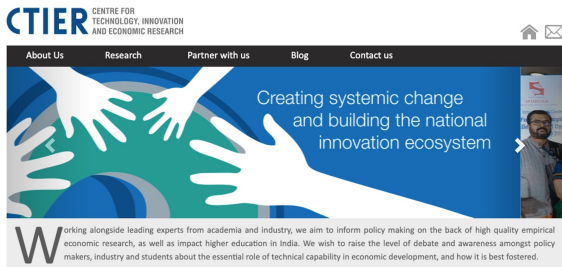 CTIER
CENTRE FOR
TECHNOLOGY, INNOVATION
AND ECONOMIC RESEARCH
About Us Research Partner with us Blog Contact us
Creating systemic change
and building the national
innovation ecosystem
Working alongside leading experts from academia and industry, we aim to inform policy making on the back of high quality empirical
economic research, as well as impact higher education in India. We wish to raise the level of debate and awareness amongst policy
makers, industry and students about the essential role of technical capability in economic development, and how it is best fostered.